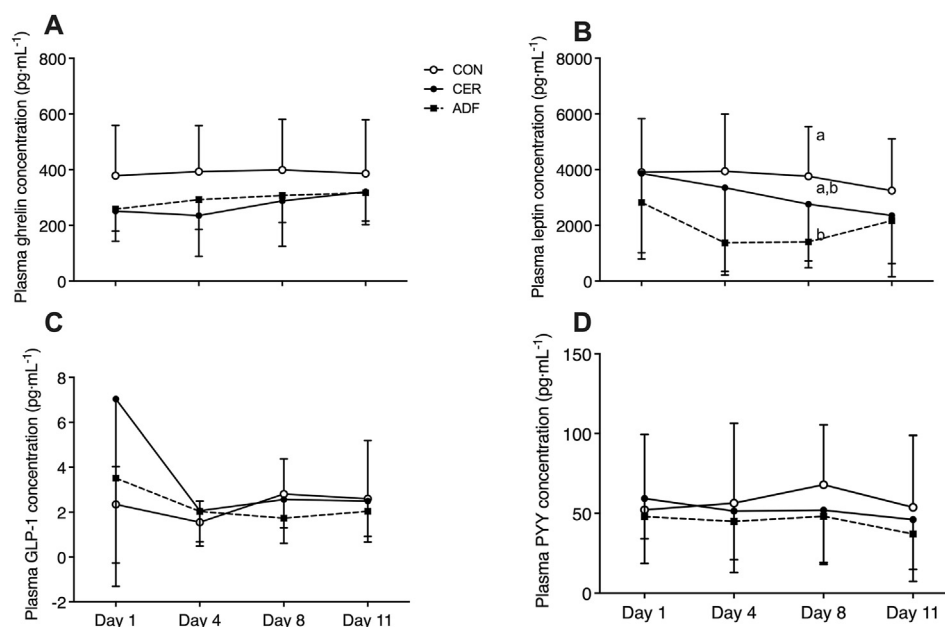 A
Plasma ghrelin concentration (pg·mL⁻¹)
800
600
400
200
0
CON
CER
ADF
B
Plasma leptin concentration (pg·mL⁻¹)
8000
6000
4000
2000
0
a
a,b
b
C
Plasma GLP-1 concentration (pg·mL⁻¹)
8
6
4
2
0
-2
Day 1 Day 4 Day 8 Day 11
D
Plasma PYY concentration (pg·mL⁻¹)
150
100
50
0
Day 1 Day 4 Day 8 Day 11